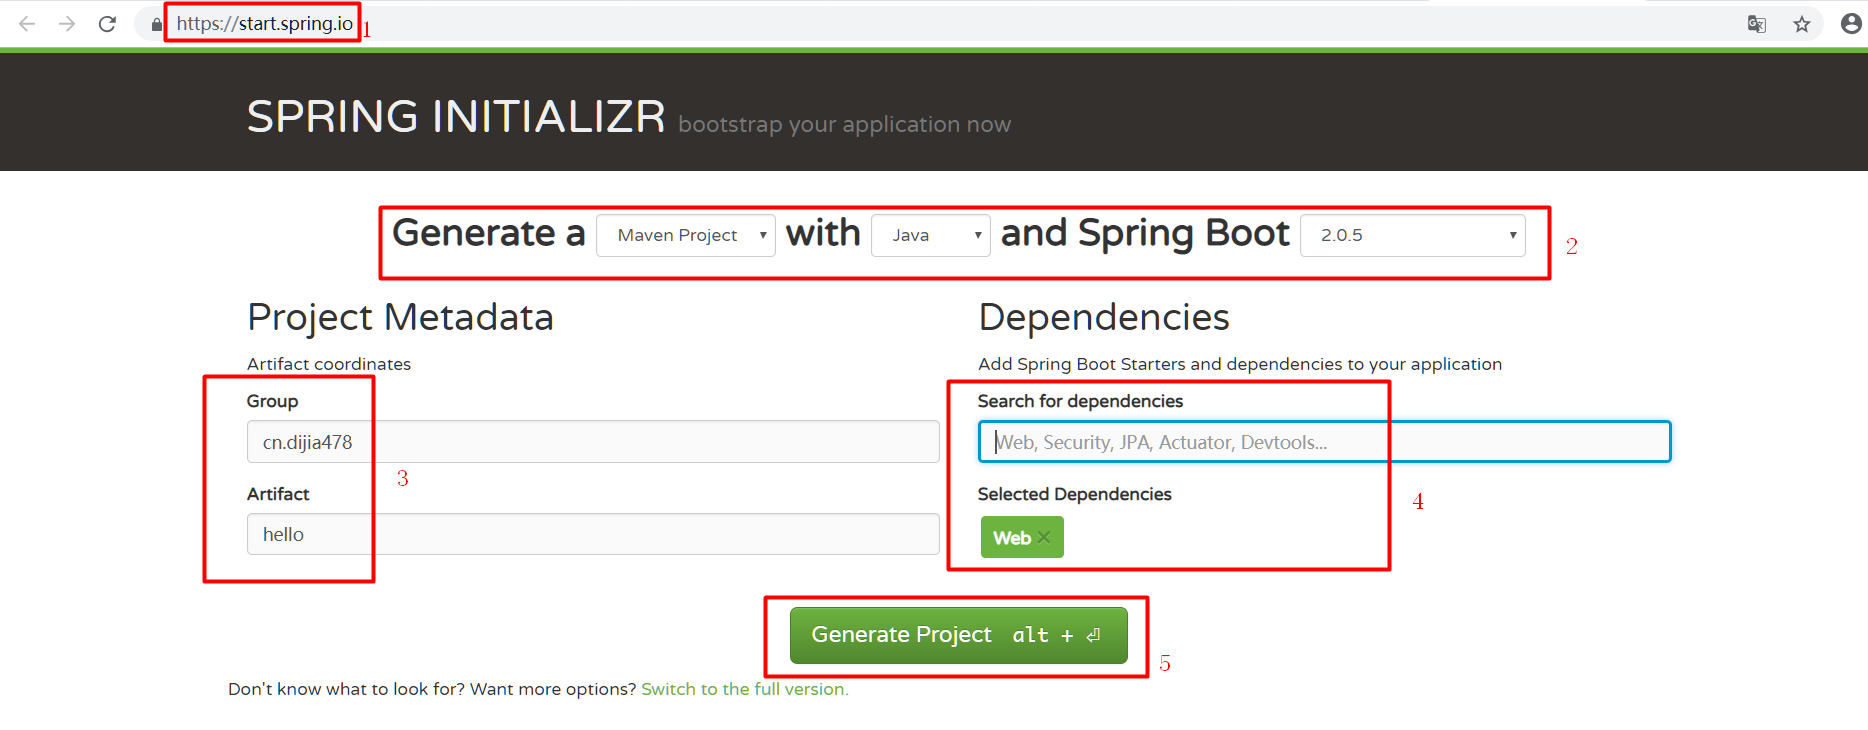 https://start.spring.io 1
SPRING INITIALIZR bootstrap your application now
Generate a Maven Project with Java and Spring Boot 2.0.5 2
Project Metadata
Artifact coordinates
Group
cn.dijia478
3
Artifact
hello
Dependencies
Add Spring Boot Starters and dependencies to your application
Search for dependencies
Web, Security, JPA, Actuator, Devtools...
Selected Dependencies
4
Web ×
Generate Project alt + ⏎
5
Don't know what to look for? Want more options? Switch to the full version.